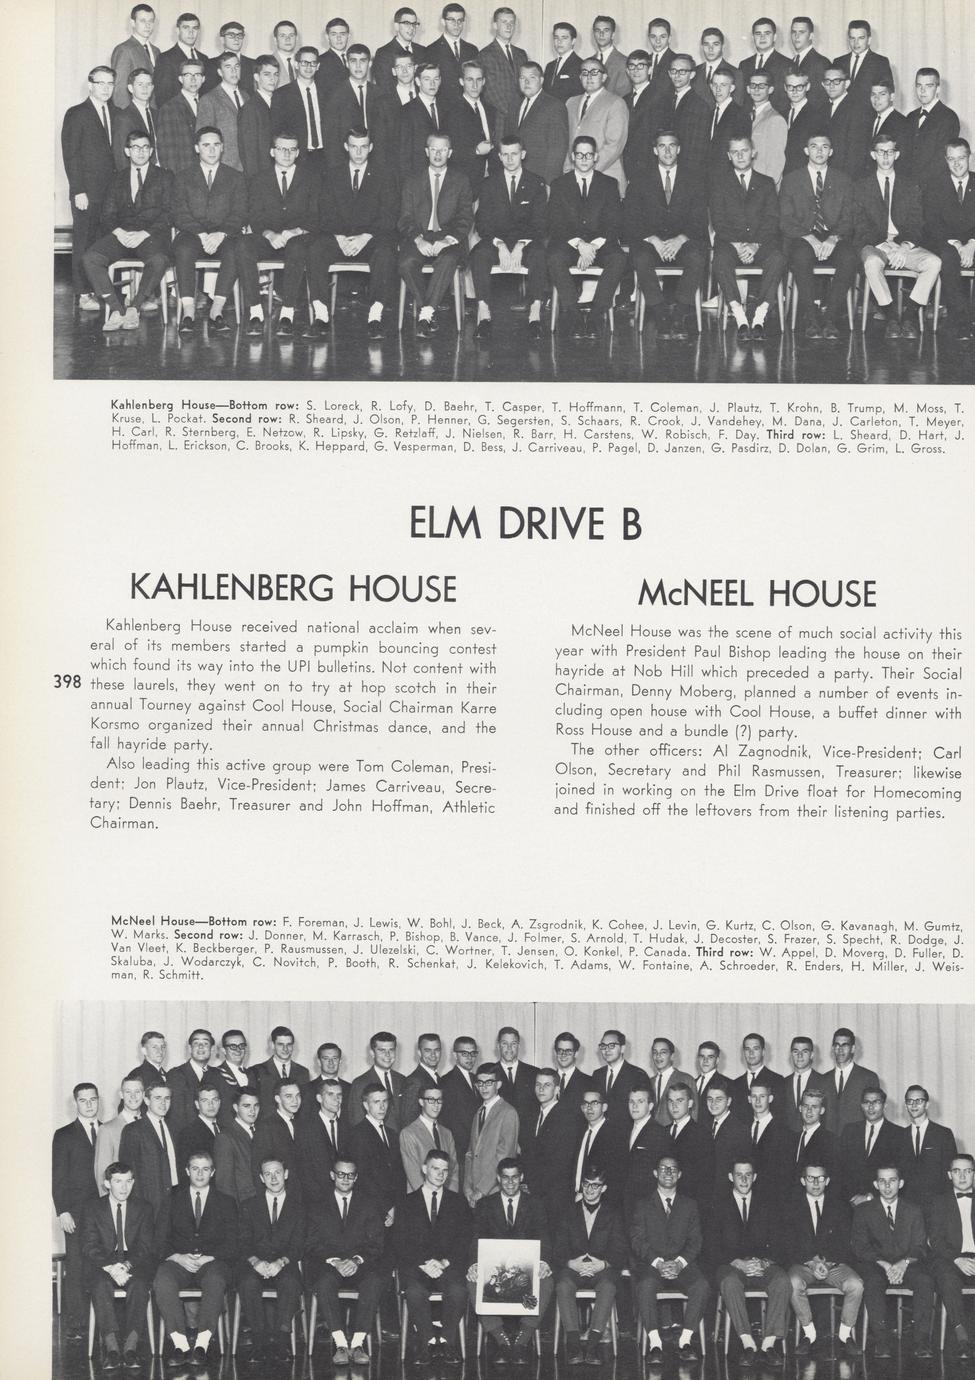 Kahlenberg House—Bottom row: S. Loreck, R. Lofy, D. Baehr, T. Casper, T. Hoffmann, T. Coleman, J. Plautz, T. Krohn, B. Trump, M. Moss, T.
Kruse, L. Pockat. Second row: R. Sheard, J. Olson, P. Henner, G. Segersten, S. Schaars, R. Crook, J. Vandehey, M. Dana, J. Carleton, T. Meyer,
H. Carl, R. Sternberg, E. Netzow, R. Lipsky, G. Retzlaff, J. Nielsen, R. Barr, H. Carstens, W. Robisch, F. Day. Third row: L. Sheard, D. Hart, J.
Hoffman, L. Erickson, C. Brooks, K. Heppard, G. Vesperman, D. Bess, J. Carriveau, P. Pagel, D. Janzen, G. Pasdirz, D. Dolan, G. Grim, L. Gross.
ELM DRIVE B
KAHLENBERG HOUSE
Kahlenberg House received national acclaim when sev-
eral of its members started a pumpkin bouncing contest
which found its way into the UPI bulletins. Not content with
these laurels, they went on to try at hop scotch in their
annual Tourney against Cool House, Social Chairman Karre
Korsmo organized their annual Christmas dance, and the
fall hayride party.
Also leading this active group were Tom Coleman, Presi-
dent; Jon Plautz, Vice-President; James Carriveau, Secre-
tary; Dennis Baehr, Treasurer and John Hoffman, Athletic
Chairman.
398
McNEEL HOUSE
McNeel House was the scene of much social activity this
year with President Paul Bishop leading the house on their
hayride at Nob Hill which preceded a party. Their Social
Chairman, Denny Moberg, planned a number of events in-
cluding open house with Cool House, a buffet dinner with
Ross House and a bundle (?) party.
The other officers: Al Zagnodnik, Vice-President; Carl
Olson, Secretary and Phil Rasmussen, Treasurer; likewise
joined in working on the Elm Drive float for Homecoming
and finished off the leftovers from their listening parties.
McNeel House—Bottom row: F. Foreman, J. Lewis, W. Bohl, J. Beck, A. Zsgrodnik, K. Cohee, J. Levin, G. Kurtz, C. Olson, G. Kavanagh, M. Gumtz,
W. Marks. Second row: J. Donner, M. Karrasch, P. Bishop, B. Vance, J. Folmer, S. Arnold, T. Hudak, J. Decoster, S. Frazer, S. Specht, R. Dodge, J.
Van Vleet, K. Beckberger, P. Rausmussen, J. Ulezelski, C. Wortner, T. Jensen, O. Konkel, P. Canada. Third row: W. Appel, D. Moverg, D. Fuller, D.
Skaluba, J. Wodarczyk, C. Novitch, P. Booth, R. Schenkat, J. Kelekovich, T. Adams, W. Fontaine, A. Schroeder, R. Enders, H. Miller, J. Weis-
man, R. Schmitt.